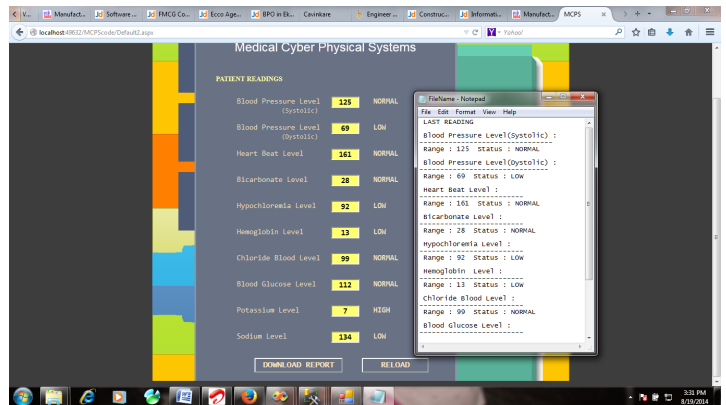 V...
Manufact...
Software ...
FMCG Co...
Ecco Age...
BPO in Ek...
Cavinkare
Engineer ...
Construc...
Informati...
Manufact...
MCPS
localhost:49632/MCPScode/Default2.aspx
Yahoo!
Medical Cyber Physical Systems
PATIENT READINGS
Blood Pressure Level 125 NORMAL
(Systolic)
Blood Pressure Level 69 LOW
(Dystolic)
Heart Beat Level 161 NORMAL
Bicarbonate Level 28 NORMAL
Hypochloremia Level 92 LOW
Hemoglobin Level 13 LOW
Chloride Blood Level 99 NORMAL
Blood Glucose Level 112 NORMAL
Potassium Level 7 HIGH
Sodium Level 134 LOW
DOWNLOAD REPORT RELOAD
FileName - Notepad
File Edit Format View Help
LAST READING
Blood Pressure Level(Systolic) :
------------------------------
Range : 125 Status : NORMAL
Blood Pressure Level(Dystolic) :
------------------------------
Range : 69 Status : LOW
Heart Beat Level :
------------------------
Range : 161 Status : NORMAL
Bicarbonate Level :
------------------------
Range : 28 Status : NORMAL
Hypochloremia Level :
------------------------
Range : 92 Status : LOW
Hemoglobin Level :
------------------------
Range : 13 Status : LOW
Chloride Blood Level :
------------------------
Range : 99 Status : NORMAL
Blood Glucose Level :
------------------------
3:31 PM
8/19/2014